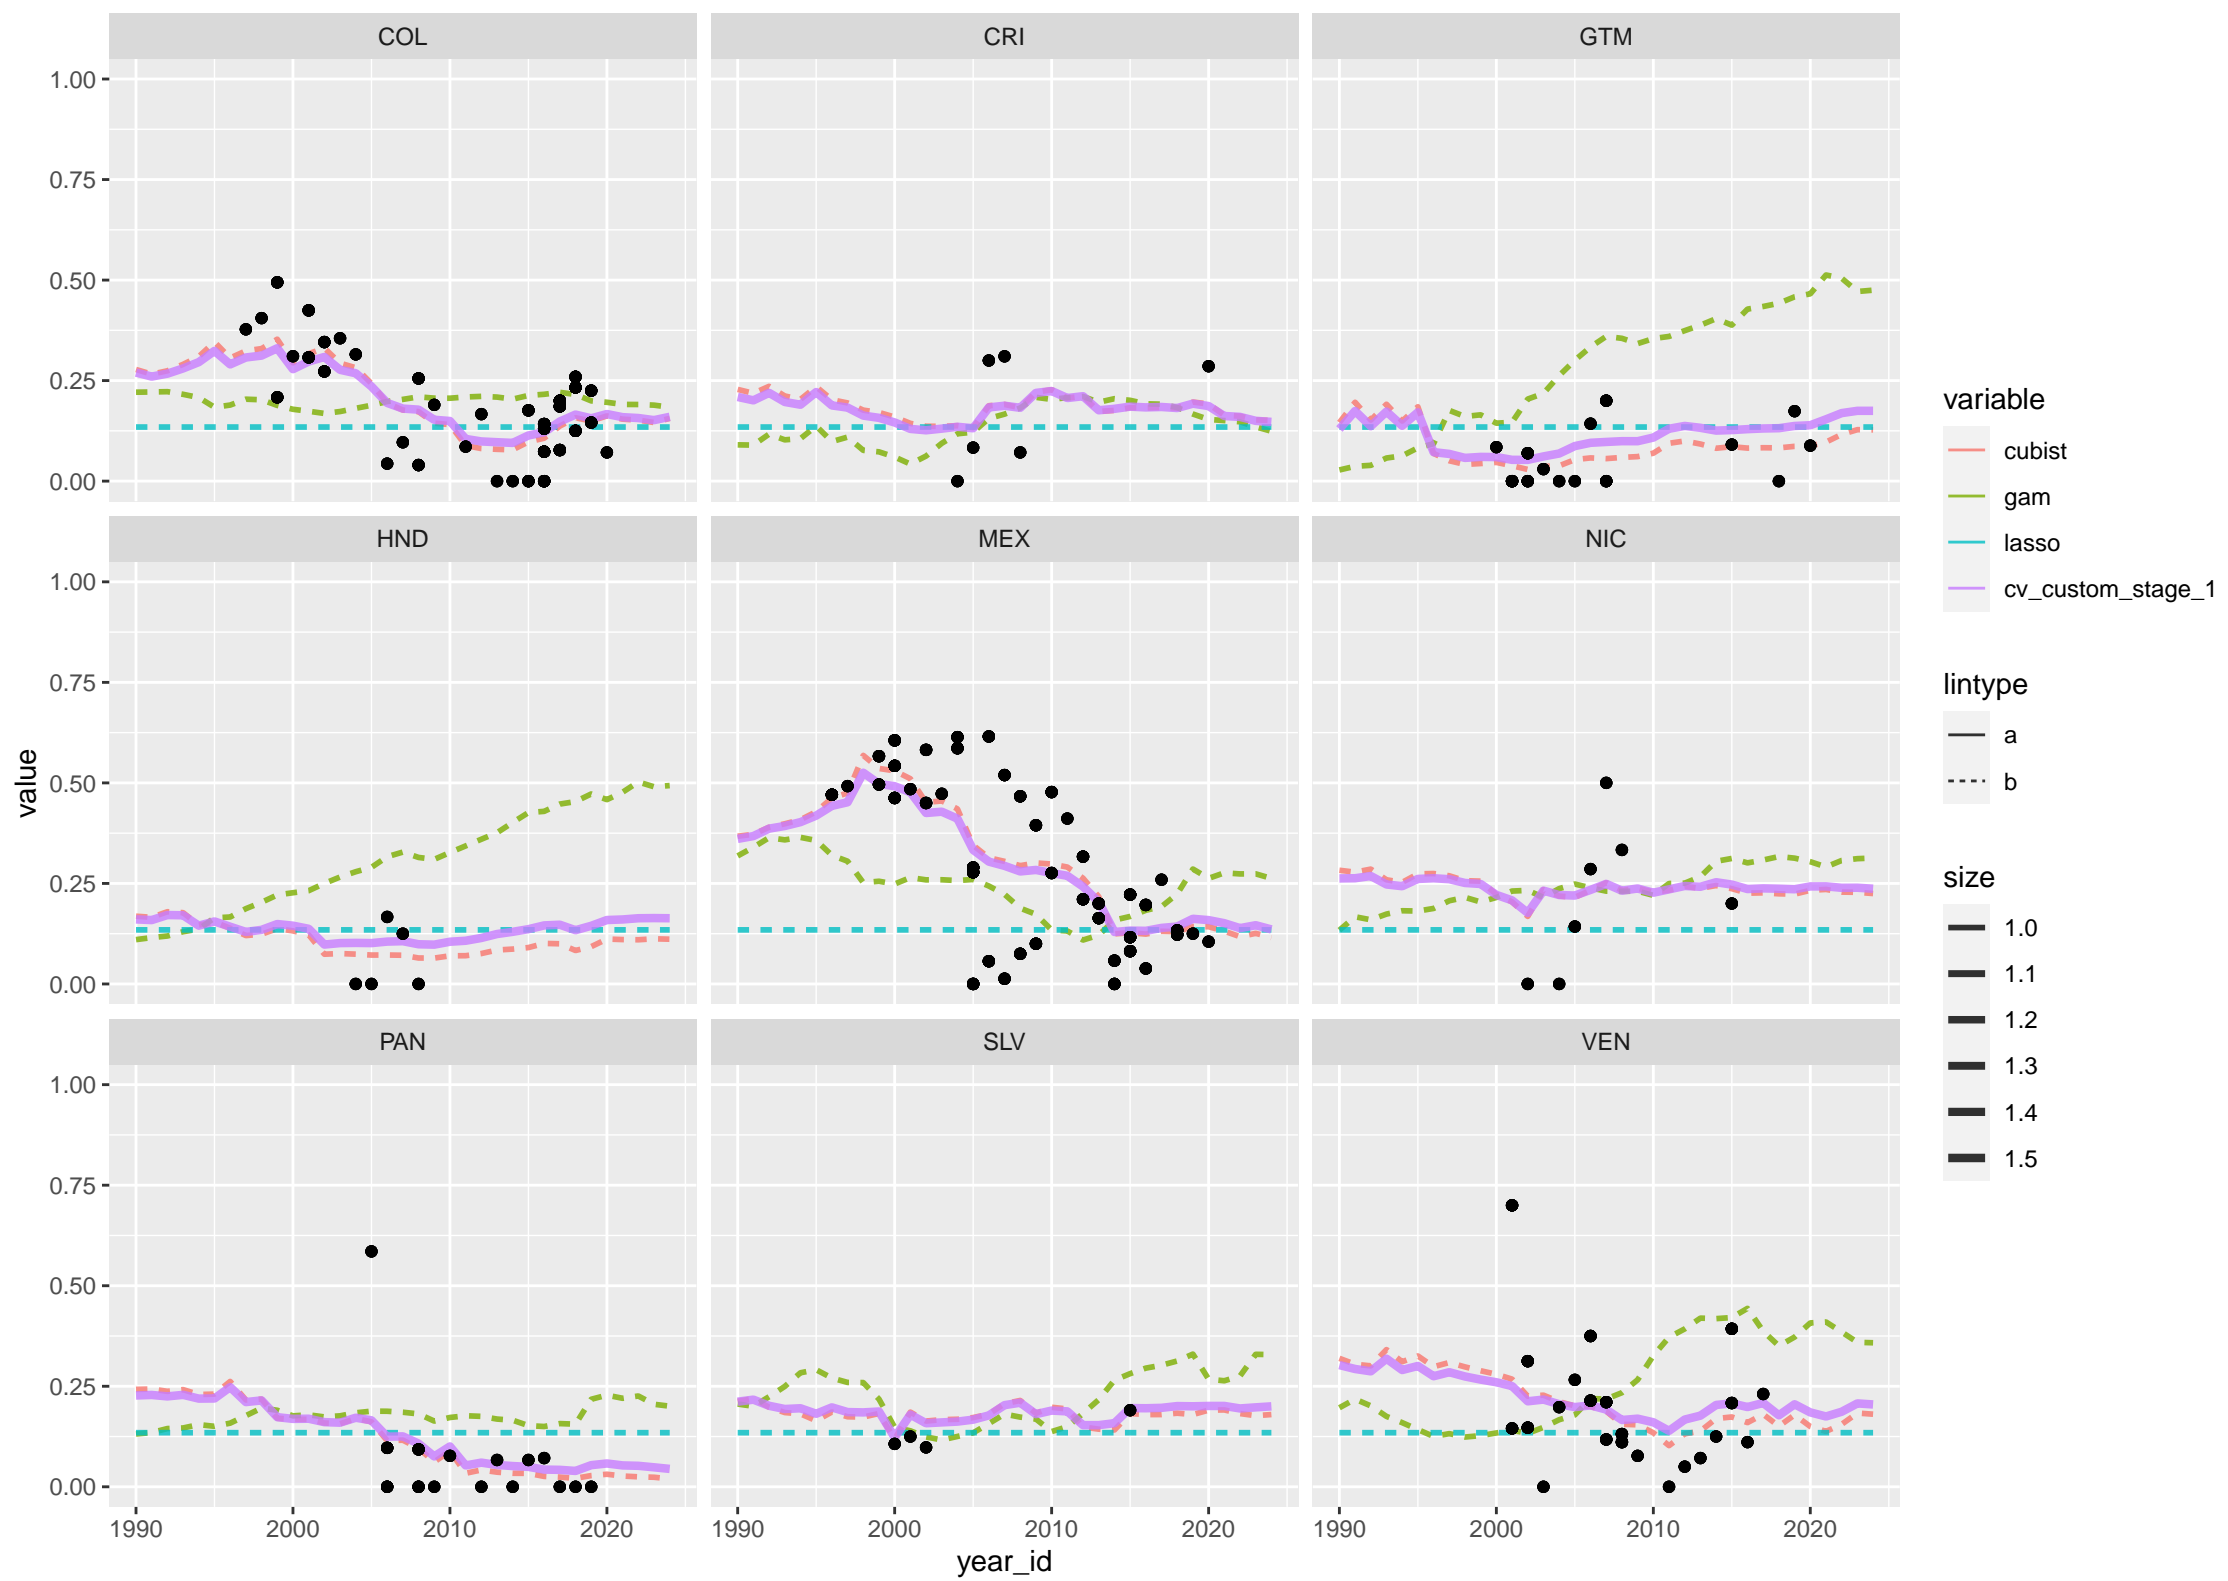 COL CRI GTM
1.00
0.75
0.50
0.25
0.00
HND MEX NIC
1.00
0.75
0.50
0.25
0.00
PAN SLV VEN
1.00
0.75
0.50
0.25
0.00
1990 2000 2010 2020 1990 2000 2010 2020 1990 2000 2010 2020
year_id
value
variable
cubist
gam
lasso
cv_custom_stage_1
lintype
a
b
size
1.0
1.1
1.2
1.3
1.4
1.5